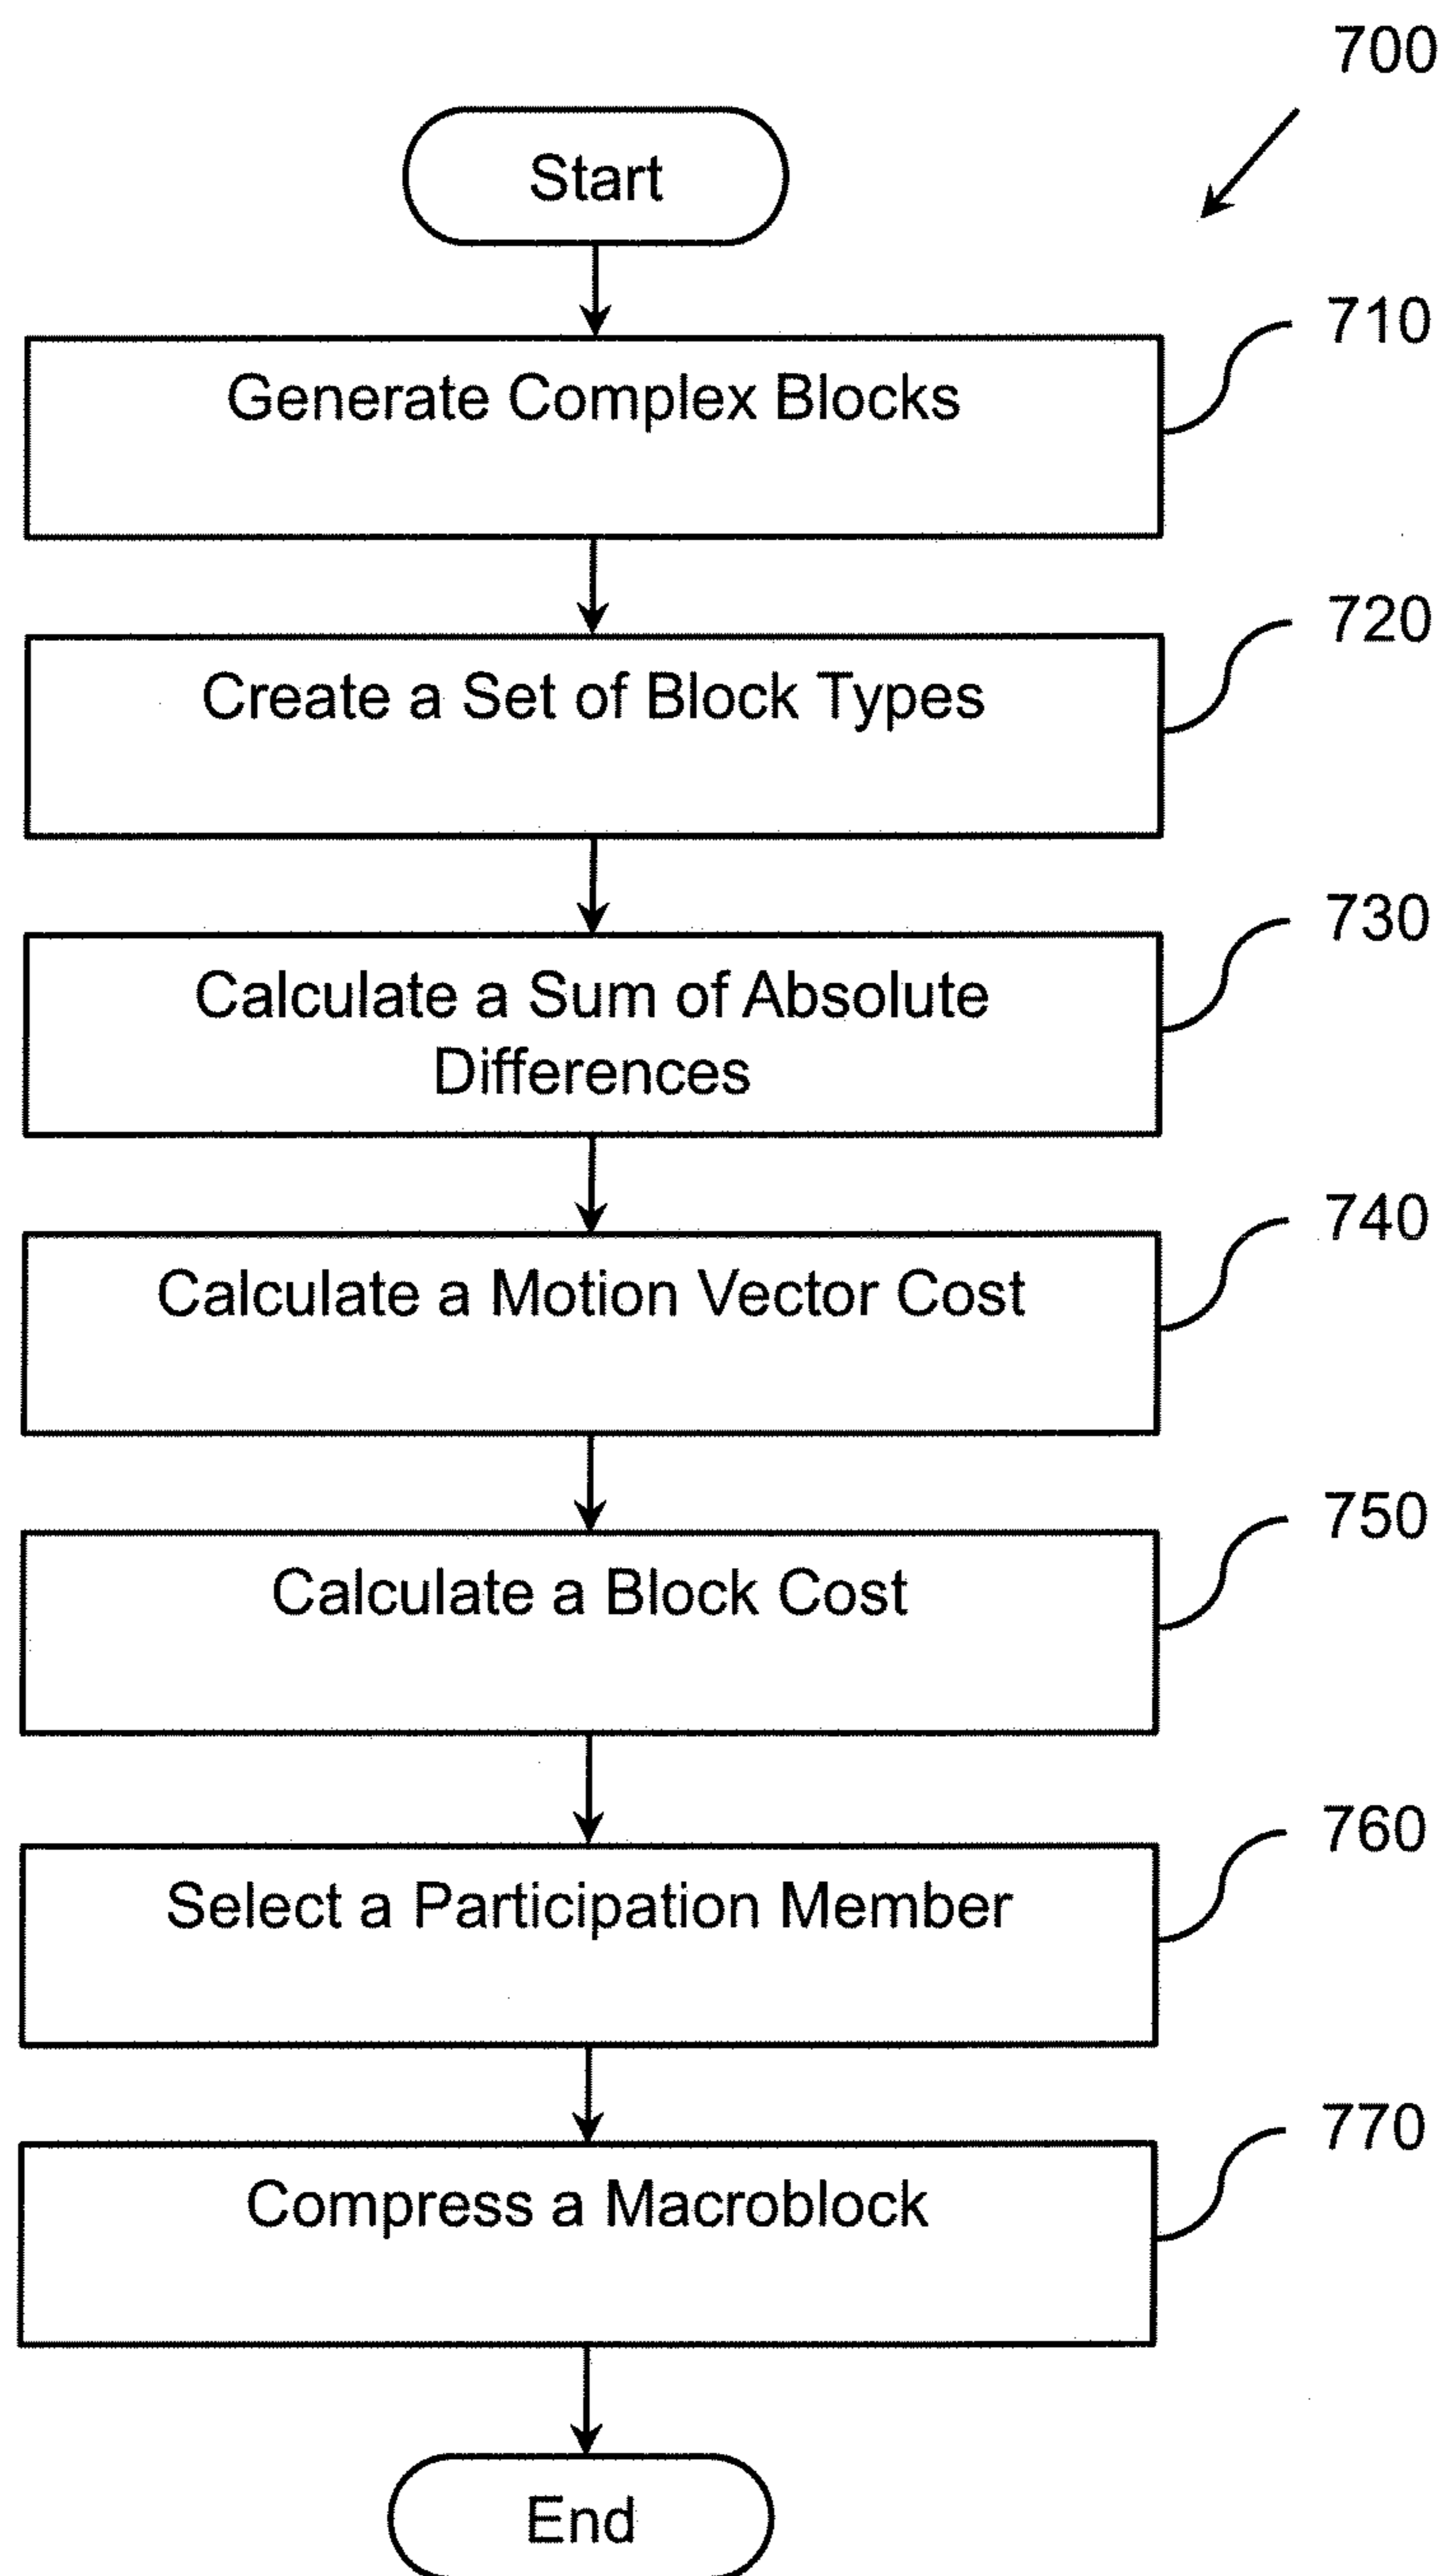 700
Start
710
Generate Complex Blocks
720
Create a Set of Block Types
730
Calculate a Sum of Absolute
Differences
740
Calculate a Motion Vector Cost
750
Calculate a Block Cost
760
Select a Participation Member
770
Compress a Macroblock
End